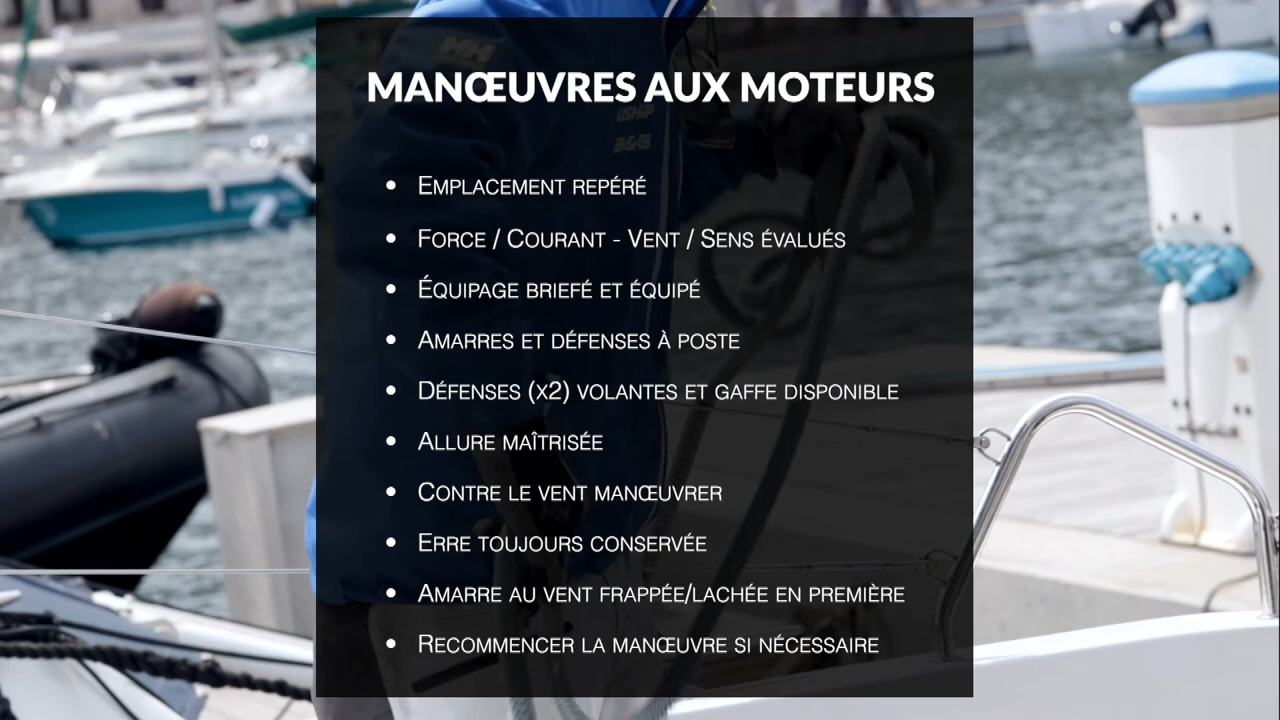 MANŒUVRES AUX MOTEURS
HH
B&G
• EMPLACEMENT REPÉRÉ
• FORCE / COURANT - VENT / SENS ÉVALUÉS
• ÉQUIPAGE BRIEFÉ ET ÉQUIPÉ
• AMARRES ET DÉFENSES À POSTE
• DÉFENSES (X2) VOLANTES ET GAFFE DISPONIBLE
• ALLURE MAÎTRISÉE
• CONTRE LE VENT MANŒUVRER
• ERRE TOUJOURS CONSERVÉE
• AMARRE AU VENT FRAPPÉE/LACHÉE EN PREMIÈRE
• RECOMMENCER LA MANŒUVRE SI NÉCESSAIRE